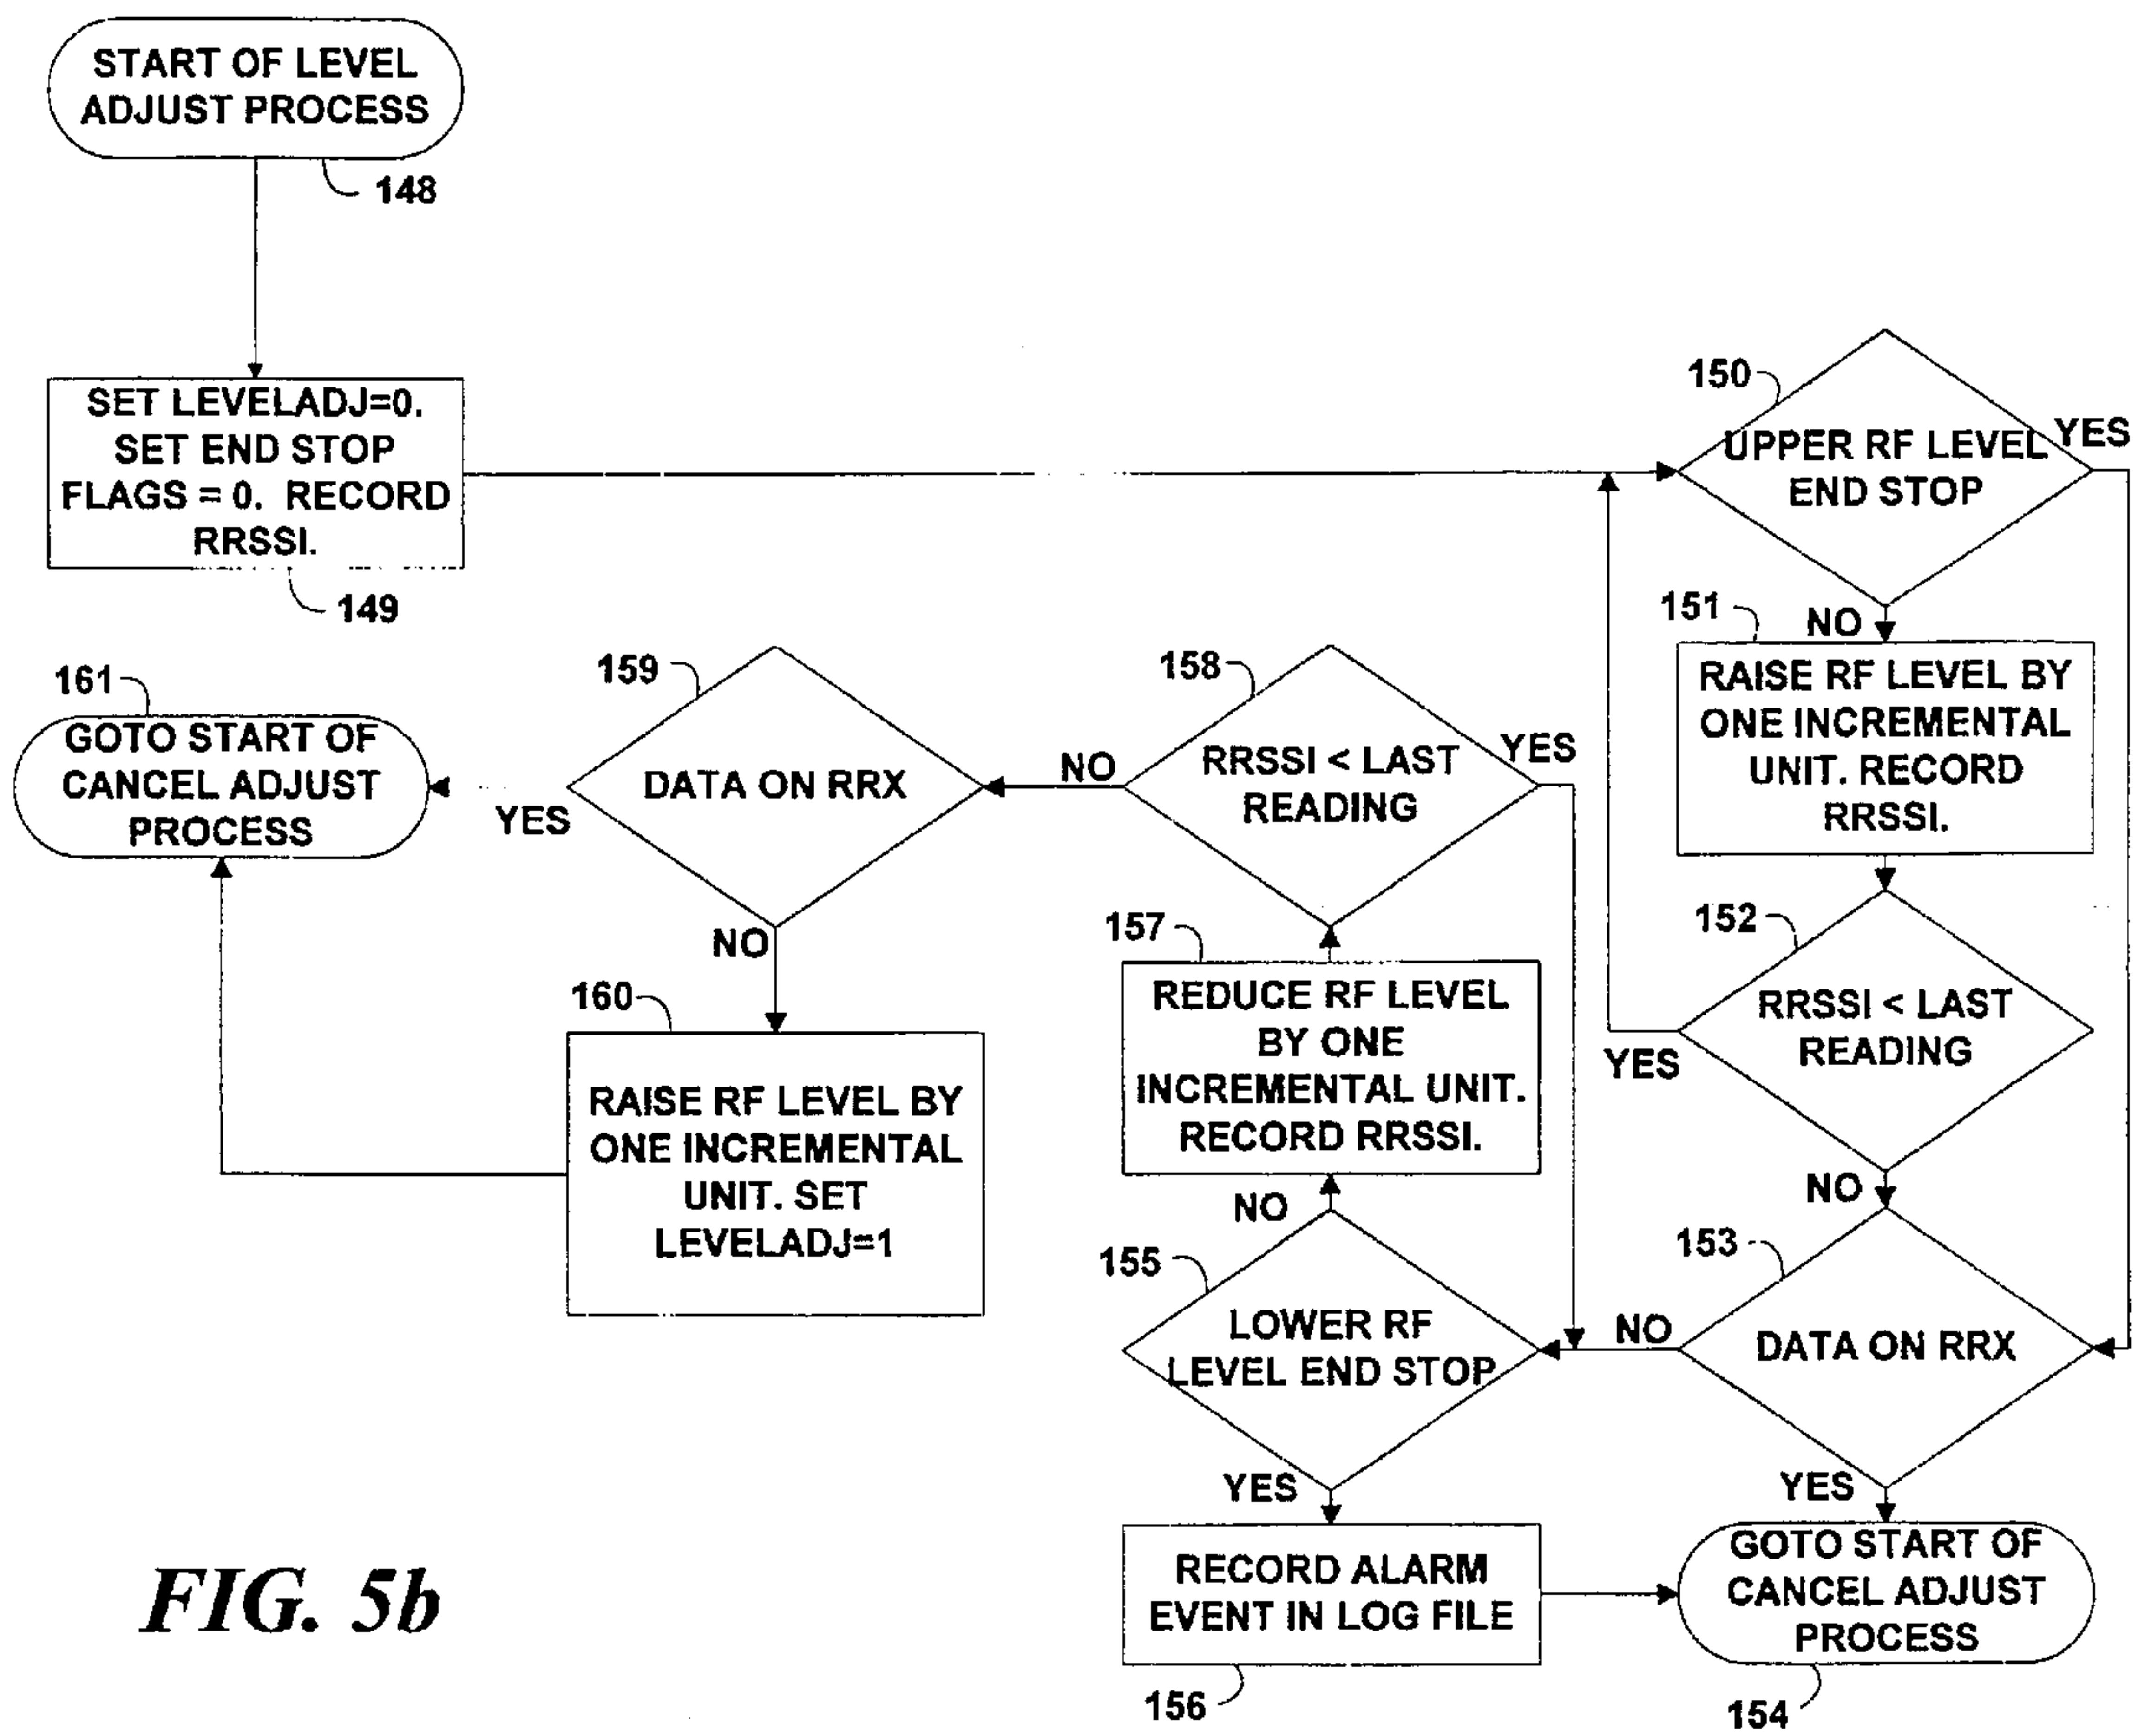 START OF LEVEL
ADJUST PROCESS
148
SET LEVELADJ=0.
SET END STOP
FLAGS = 0. RECORD
RRSSI.
149
150
UPPER RF LEVEL
END STOP
YES
NO
151
RAISE RF LEVEL BY
ONE INCREMENTAL
UNIT. RECORD
RRSSI.
152
RRSSI < LAST
READING
YES
NO
153
DATA ON RRX
NO
YES
GOTO START OF
CANCEL ADJUST
PROCESS
154
155
LOWER RF
LEVEL END STOP
NO
YES
RECORD ALARM
EVENT IN LOG FILE
156
157
REDUCE RF LEVEL
BY ONE
INCREMENTAL UNIT.
RECORD RRSSI.
158
RRSSI < LAST
READING
YES
NO
159
DATA ON RRX
YES
NO
160
RAISE RF LEVEL BY
ONE INCREMENTAL
UNIT. SET
LEVELADJ=1
161
GOTO START OF
CANCEL ADJUST
PROCESS
FIG. 5b